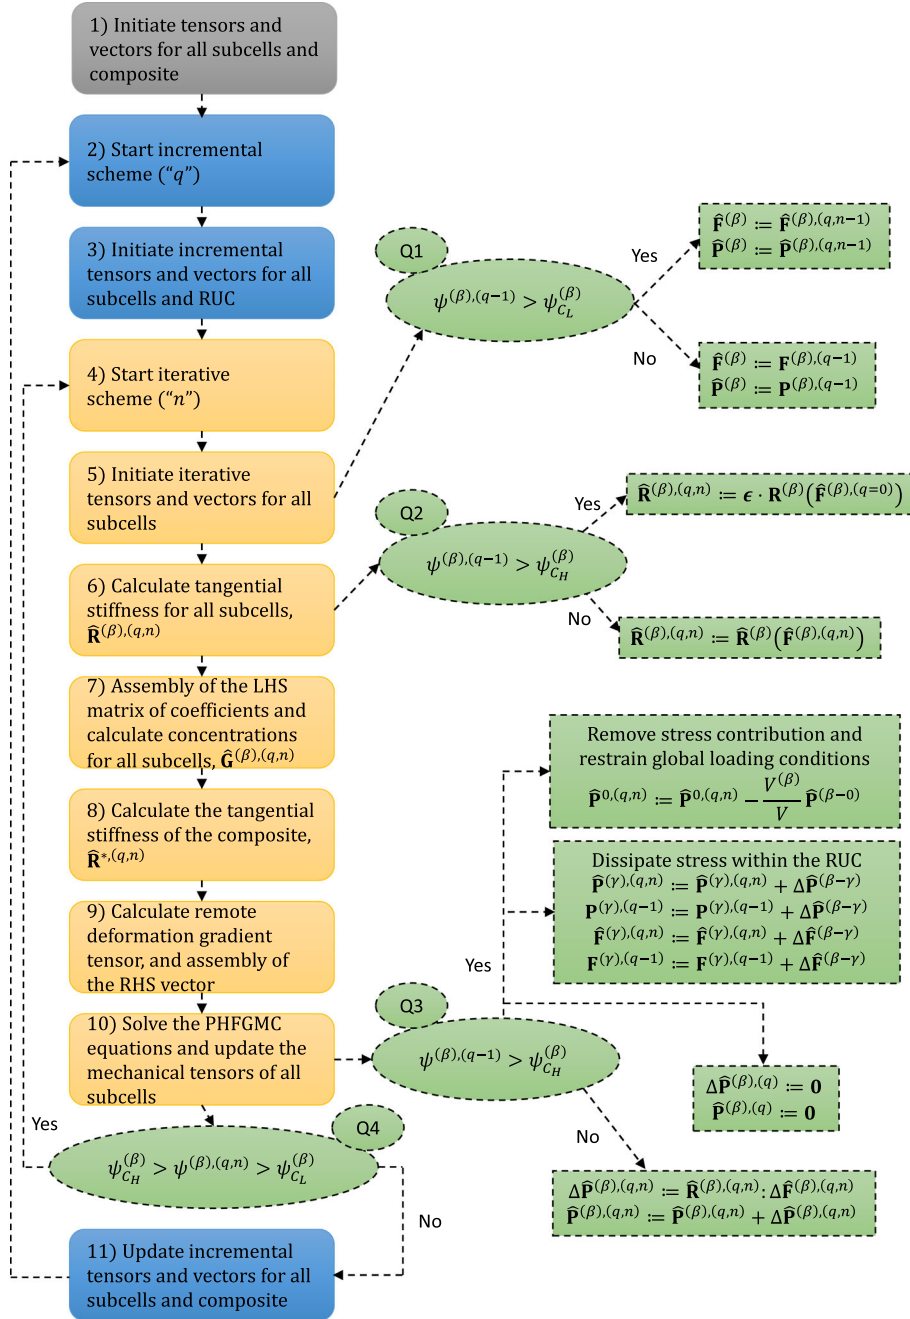 1) Initiate tensors and
vectors for all subcells and
composite
2) Start incremental
scheme (“q”)
3) Initiate incremental
tensors and vectors for all
subcells and RUC
4) Start iterative
scheme (“n”)
5) Initiate iterative
tensors and vectors for all
subcells
Q1
ψ^(β),(q−1) > ψ_{C_L}^(β)
Yes
F̂^(β) ≔ F̂^(β),(q,n−1)
P̂^(β) ≔ P̂^(β),(q,n−1)
No
F̂^(β) ≔ F^(β),(q−1)
P̂^(β) ≔ P^(β),(q−1)
6) Calculate tangential
stiffness for all subcells,
R̂^(β),(q,n)
Q2
ψ^(β),(q−1) > ψ_{C_H}^(β)
Yes
R̂^(β),(q,n) ≔ ϵ · R^(β)(F̂^(β),(q=0))
No
R̂^(β),(q,n) ≔ R̂^(β)(F̂^(β),(q,n))
7) Assembly of the LHS
matrix of coefficients and
calculate concentrations
for all subcells, Ĝ^(β),(q,n)
8) Calculate the tangential
stiffness of the composite,
R̂^*,(q,n)
9) Calculate remote
deformation gradient
tensor, and assembly of
the RHS vector
10) Solve the PHFGMC
equations and update the
mechanical tensors of all
subcells
Q3
ψ^(β),(q−1) > ψ_{C_H}^(β)
Yes
Remove stress contribution and
restrain global loading conditions
P̂^0,(q,n) ≔ P̂^0,(q,n) − V^(β)/V P̂^(β−0)
Dissipate stress within the RUC
P̂^(γ),(q,n) ≔ P̂^(γ),(q,n) + ΔP̂^(β−γ)
P^(γ),(q−1) ≔ P^(γ),(q−1) + ΔP̂^(β−γ)
F̂^(γ),(q,n) ≔ F̂^(γ),(q,n) + ΔF̂^(β−γ)
F^(γ),(q−1) ≔ F^(γ),(q−1) + ΔF̂^(β−γ)
ΔP̂^(β),(q) ≔ 0
P̂^(β),(q) ≔ 0
No
ΔP̂^(β),(q,n) ≔ R̂^(β),(q,n): ΔF̂^(β),(q,n)
P̂^(β),(q,n) ≔ P̂^(β),(q,n) + ΔP̂^(β),(q,n)
Yes
Q4
ψ_{C_H}^(β) > ψ^(β),(q,n) > ψ_{C_L}^(β)
No
11) Update incremental
tensors and vectors for all
subcells and composite